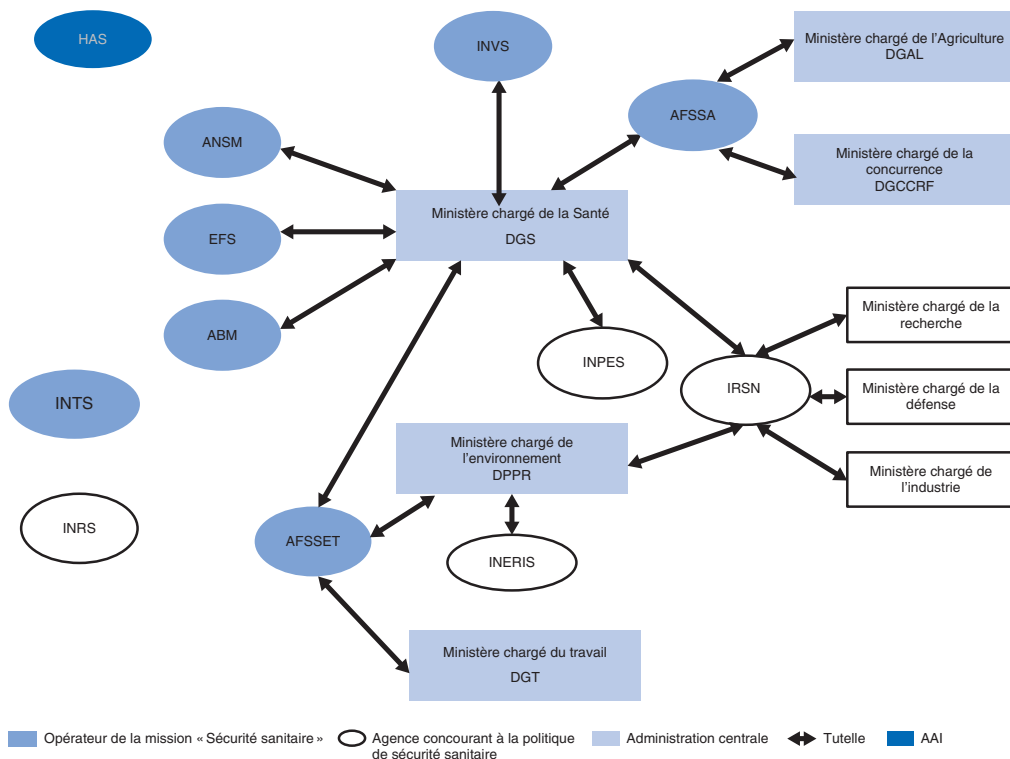 HAS
INVS
Ministère chargé de l'Agriculture
DGAL
AFSSA
ANSM
Ministère chargé de la
concurrence
DGCCRF
Ministère chargé de la Santé
DGS
EFS
ABM
Ministère chargé de la
recherche
INPES
IRSN
Ministère chargé de la
défense
INTS
Ministère chargé de
l'environnement
DPPR
Ministère chargé de
l'industrie
INRS
AFSSET
INERIS
Ministère chargé du travail
DGT
Opérateur de la mission « Sécurité sanitaire »
Agence concourant à la politique
de sécurité sanitaire
Administration centrale
Tutelle
AAI